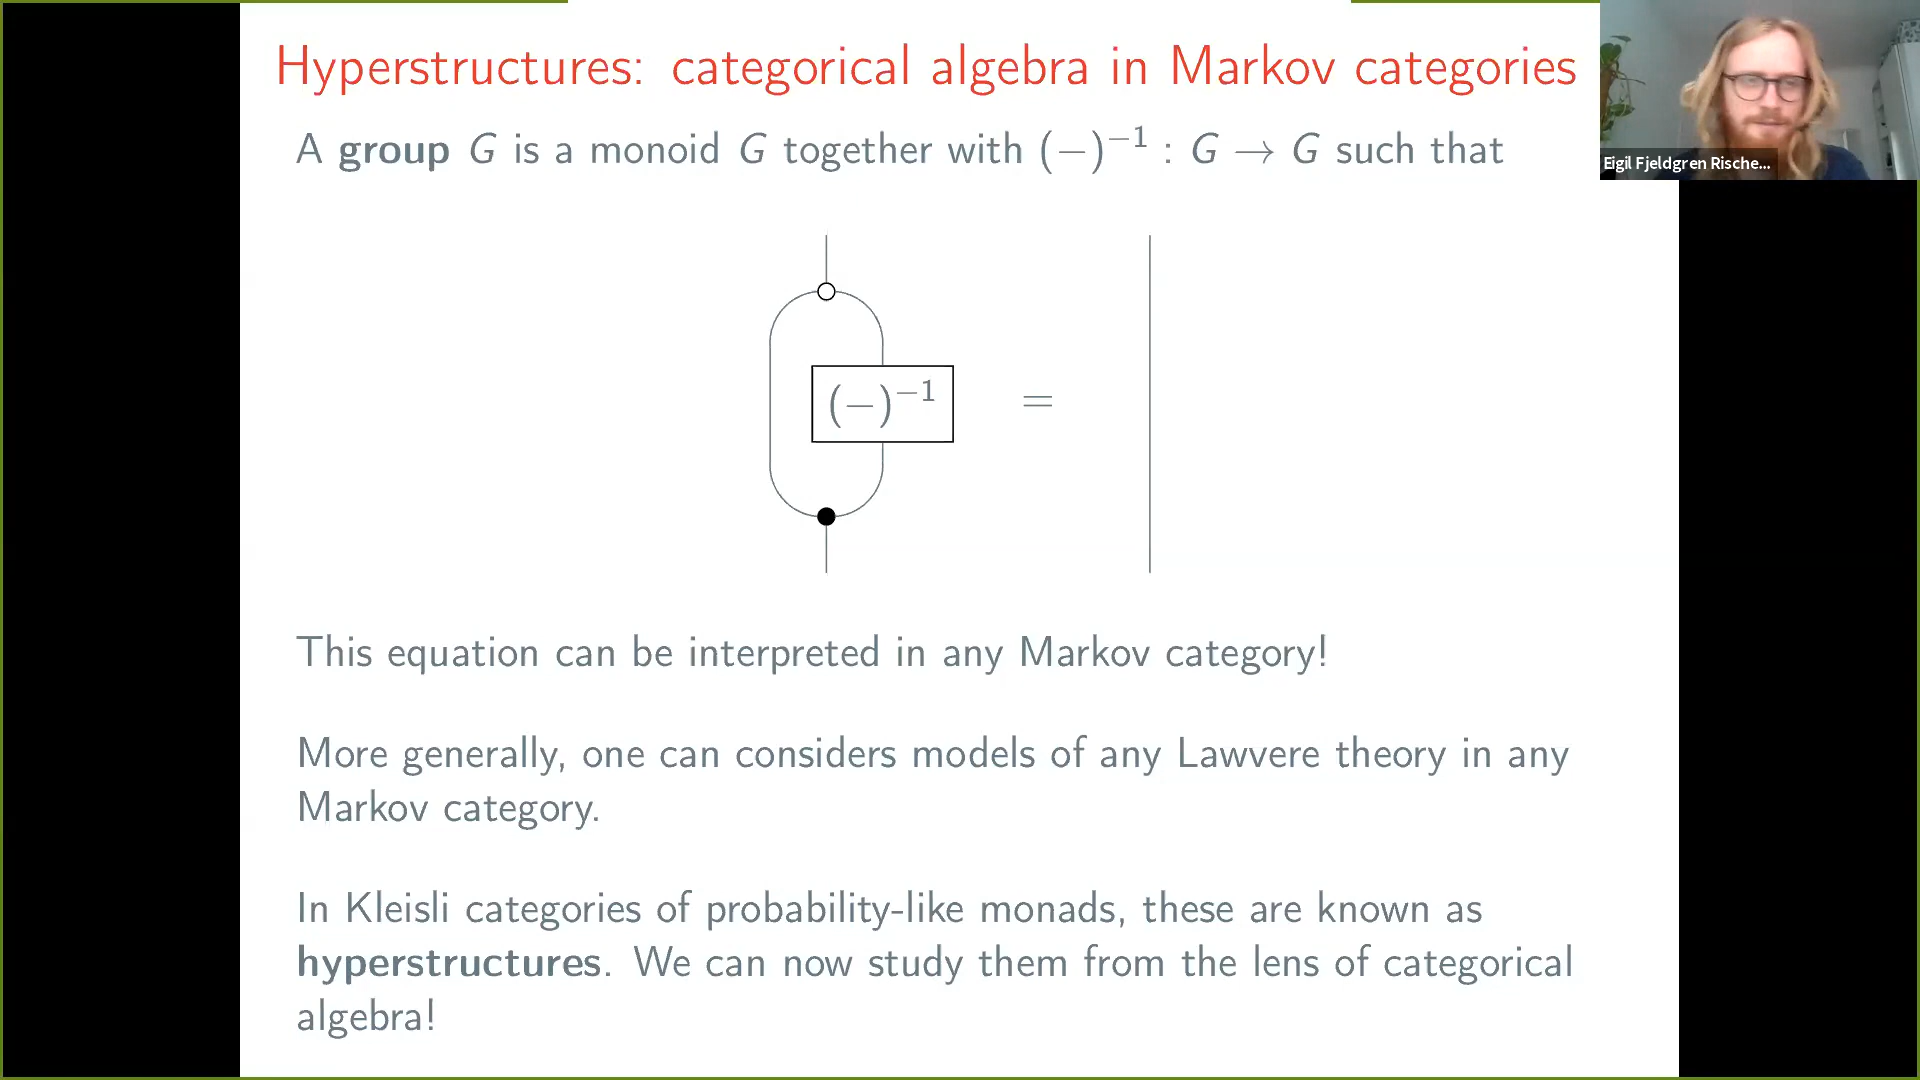 Hyperstructures: categorical algebra in Markov categories
A group G is a monoid G together with (−)⁻¹ : G → G such that
(−)⁻¹ =
This equation can be interpreted in any Markov category!
More generally, one can considers models of any Lawvere theory in any
Markov category.
In Kleisli categories of probability-like monads, these are known as
hyperstructures. We can now study them from the lens of categorical
algebra!
Eigil Fjeldgren Rische...